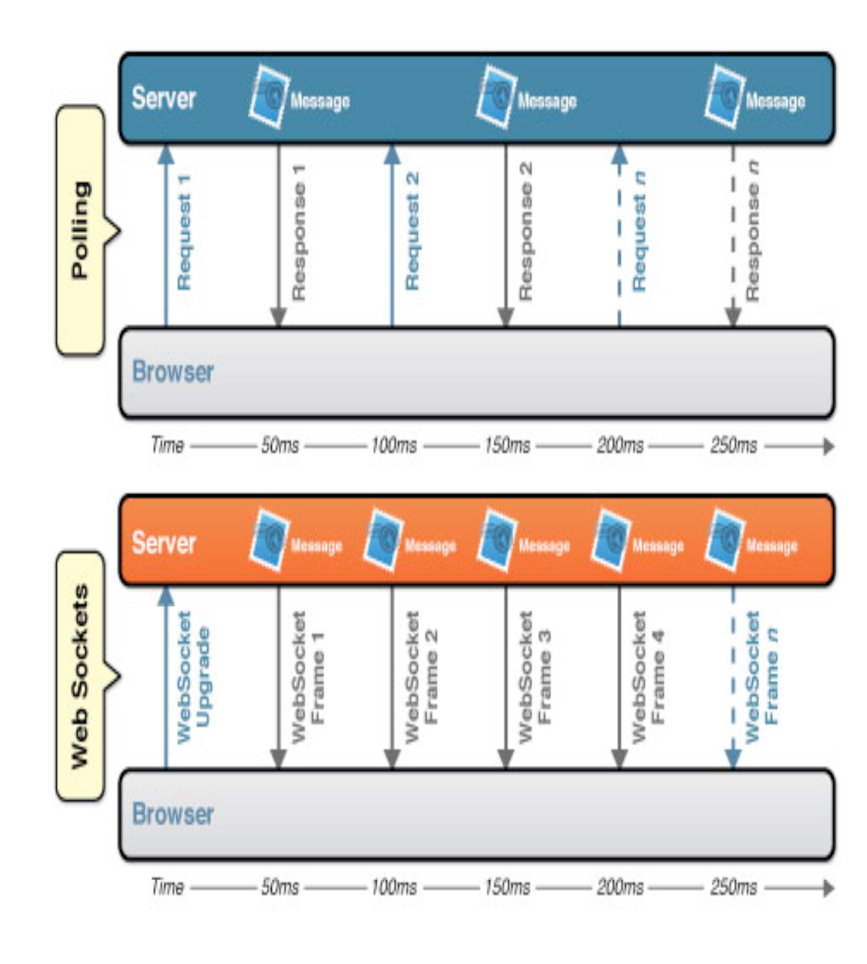 Polling
Server
Message
Message
Message
Request 1
Response 1
Request 2
Response 2
Request n
Response n
Browser
Time
50ms
100ms
150ms
200ms
250ms
Web Sockets
Server
Message
Message
Message
Message
Message
WebSocket
Upgrade
WebSocket
Frame 1
WebSocket
Frame 2
WebSocket
Frame 3
WebSocket
Frame 4
WebSocket
Frame n
Browser
Time
50ms
100ms
150ms
200ms
250ms